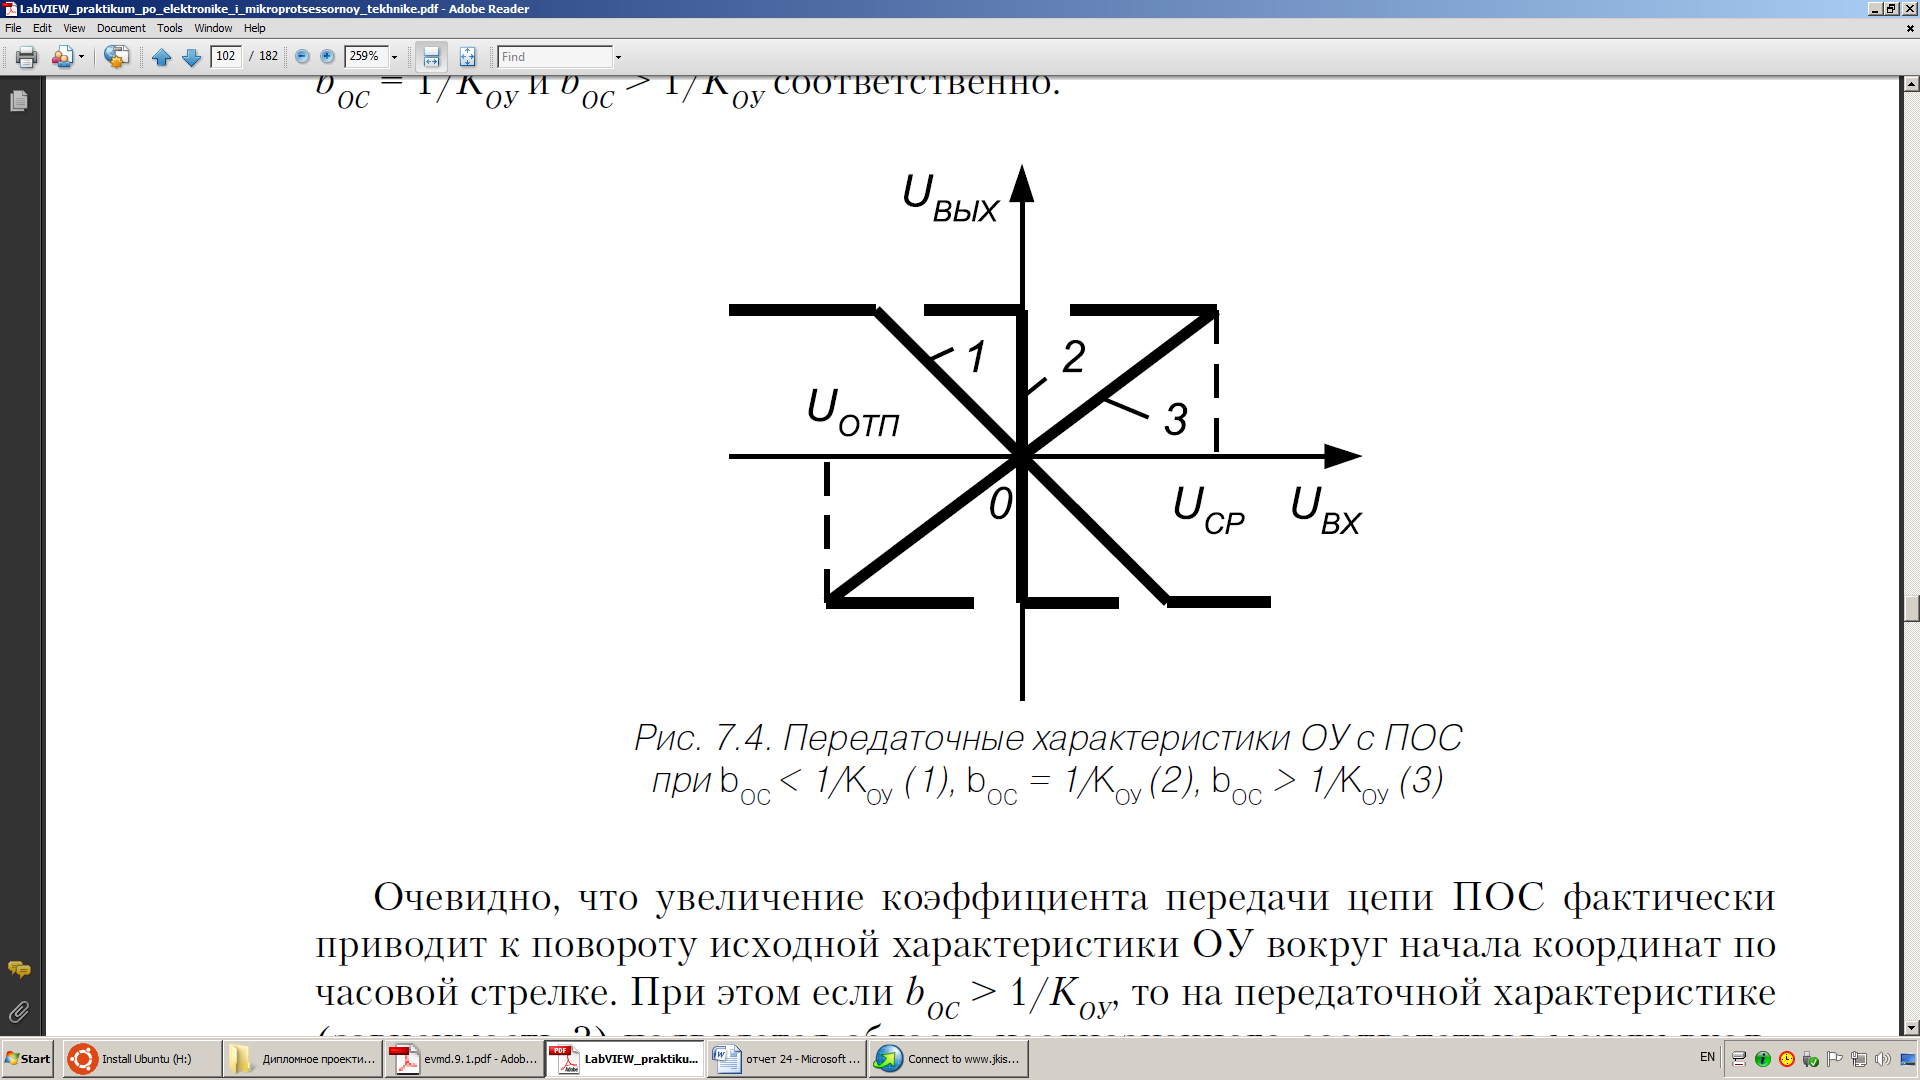 LabVIEW_praktikum_po_elektronike_i_mikroprotsessornoy_tekhnike.pdf - Adobe Reader
File Edit View Document Tools Window Help
102 / 182 259% Find
b_ОС = 1/K_ОУ и b_ОС > 1/K_ОУ соответственно.
U_ВЫХ
1 2
U_ОТП 3
0 U_СР U_ВХ
Рис. 7.4. Передаточные характеристики ОУ с ПОС
при b_ОС < 1/K_ОУ (1), b_ОС = 1/K_ОУ (2), b_ОС > 1/K_ОУ (3)
Очевидно, что увеличение коэффициента передачи цепи ПОС фактически
приводит к повороту исходной характеристики ОУ вокруг начала координат по
часовой стрелке. При этом если b_ОС > 1/K_ОУ, то на передаточной характеристике
Start Install Ubuntu (H:) Дипломное проекти... evmd.9.1.pdf - Adob... LabVIEW_praktiku... отчет 24 - Microsoft ... Connect to www.jkis... EN